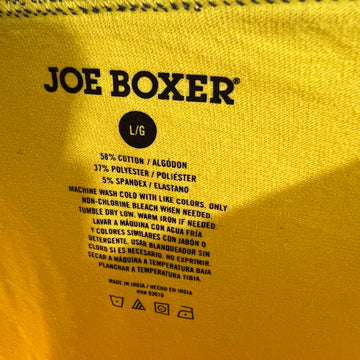 JOE BOXER®
L/G
58% COTTON / ALGODÓN
37% POLYESTER / POLIÉSTER
5% SPANDEX / ELASTANO
MACHINE WASH COLD WITH LIKE COLORS. ONLY
NON-CHLORINE BLEACH WHEN NEEDED.
TUMBLE DRY LOW. WARM IRON IF NEEDED.
LAVAR A MÁQUINA CON AGUA FRÍA
Y COLORES SIMILARES CON JABÓN O
DETERGENTE. USAR BLANQUEADOR SIN
CLORO SI ES NECESARIO. NO EXPRIMIR.
SECAR A MÁQUINA A TEMPERATURA BAJA
PLANCHAR A TEMPERATURA TIBIA.
MADE IN INDIA / HECHO EN INDIA